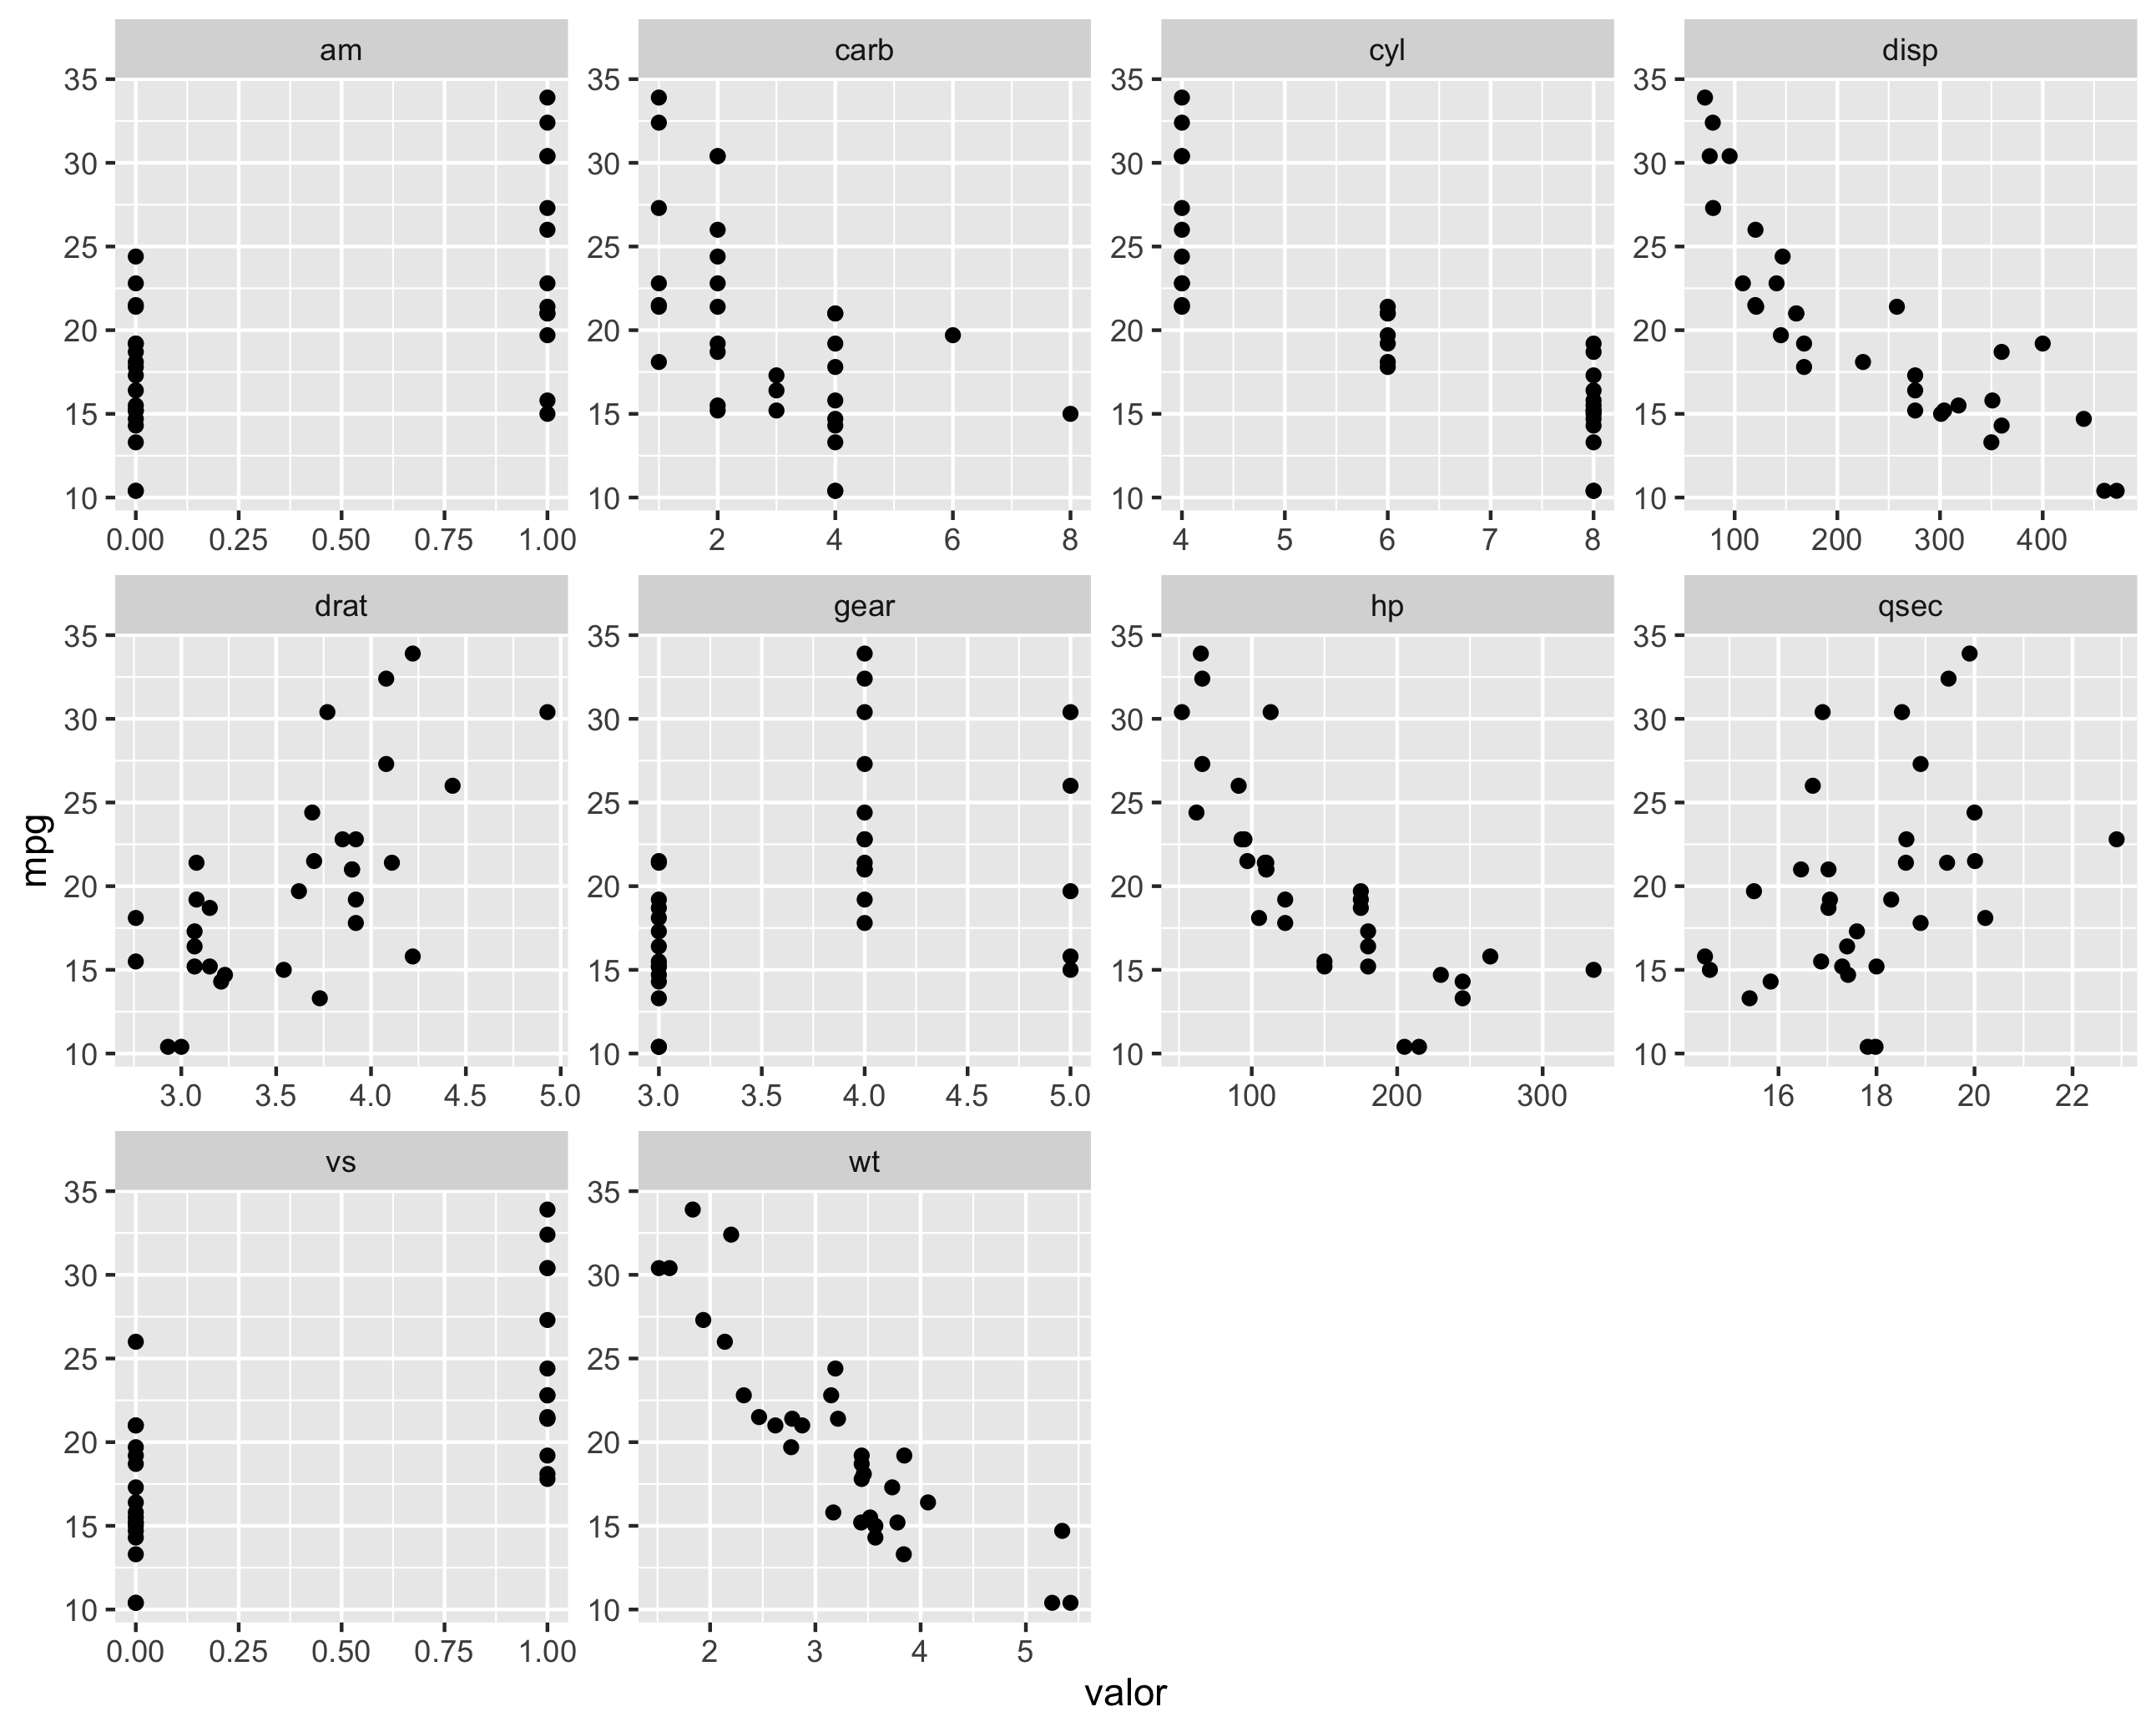 am carb cyl disp
35 35 35 35
30 30 30 30
25 25 25 25
20 20 20 20
15 15 15 15
10 10 10 10
0.00 0.25 0.50 0.75 1.00 2 4 6 8 4 5 6 7 8 100 200 300 400
drat gear hp qsec
35 35 35 35
30 30 30 30
25 25 25 25
20 20 20 20
15 15 15 15
10 10 10 10
3.0 3.5 4.0 4.5 5.0 3.0 3.5 4.0 4.5 5.0 100 200 300 16 18 20 22
mpg
vs wt
35 35
30 30
25 25
20 20
15 15
10 10
0.00 0.25 0.50 0.75 1.00 2 3 4 5
valor